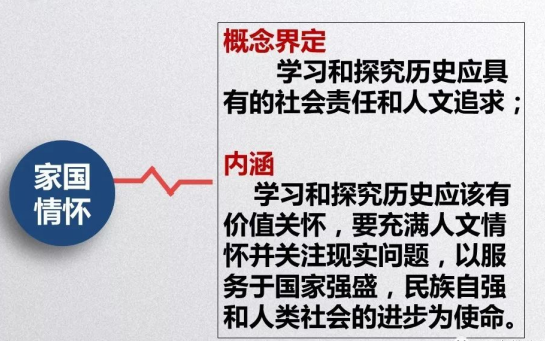 家国
情怀
概念界定
学习和探究历史应具
有的社会责任和人文追求；
内涵
学习和探究历史应该有
价值关怀，要充满人文情
怀并关注现实问题，以服
务于国家强盛，民族自强
和人类社会的进步为使命。